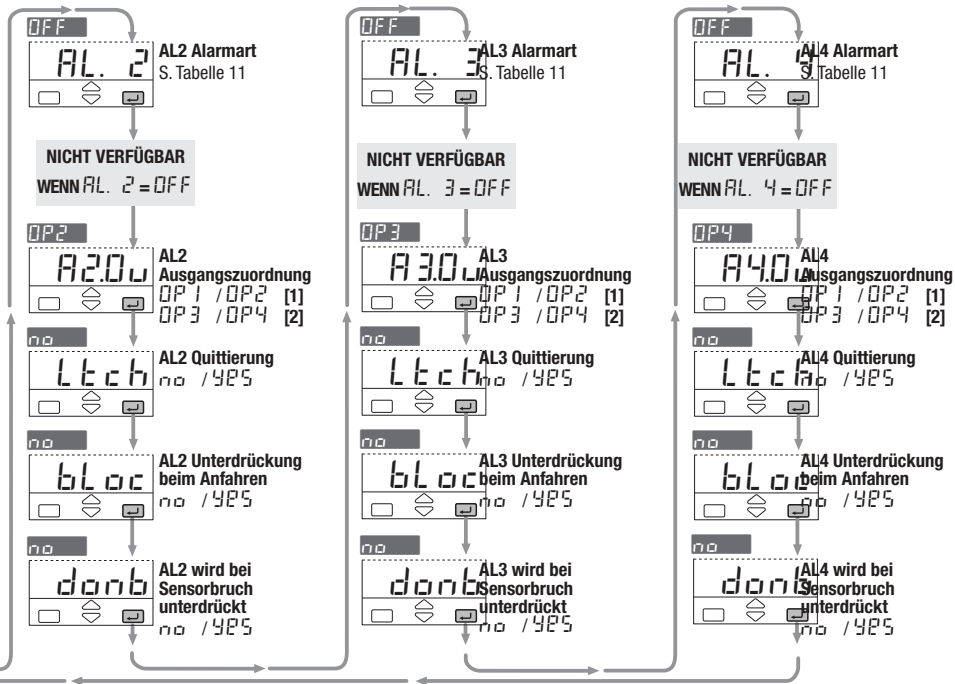 OFF
AL. 2
AL2 Alarmart
S. Tabelle 11
NICHT VERFÜGBAR
WENN AL. 2 = OFF
OP2
A2.Ou
AL2
Ausgangszuordnung
OP1 / OP2 [1]
OP3 / OP4 [2]
no
Ltch
AL2 Quittierung
no / YES
no
bLoc
AL2 Unterdrückung
beim Anfahren
no / YES
no
donb
AL2 wird bei
Sensorbruch
unterdrückt
no / YES
OFF
AL. 3
AL3 Alarmart
S. Tabelle 11
NICHT VERFÜGBAR
WENN AL. 3 = OFF
OP3
A3.Ou
AL3
Ausgangszuordnung
OP1 / OP2 [1]
OP3 / OP4 [2]
no
Ltch
AL3 Quittierung
no / YES
no
bLoc
AL3 Unterdrückung
beim Anfahren
no / YES
no
donb
AL3 wird bei
Sensorbruch
unterdrückt
no / YES
OFF
AL. 4
AL4 Alarmart
S. Tabelle 11
NICHT VERFÜGBAR
WENN AL. 4 = OFF
OP4
A4.Ou
AL4
Ausgangszuordnung
OP1 / OP2 [1]
OP3 / OP4 [2]
no
Ltch
AL4 Quittierung
no / YES
no
bLoc
AL4 Unterdrückung
beim Anfahren
no / YES
no
donb
AL4 wird bei
Sensorbruch
unterdrückt
no / YES